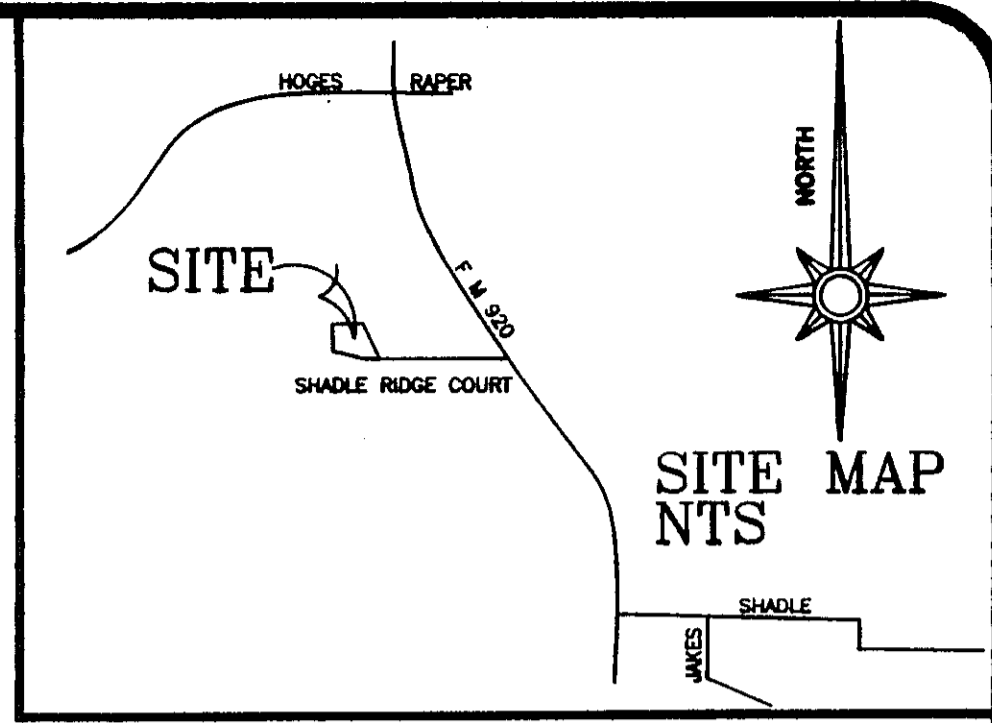 HOGES RAPER
NORTH
SITE
F M 920
SHADLE RIDGE COURT
SITE MAP
NTS
SHADLE
JAKES